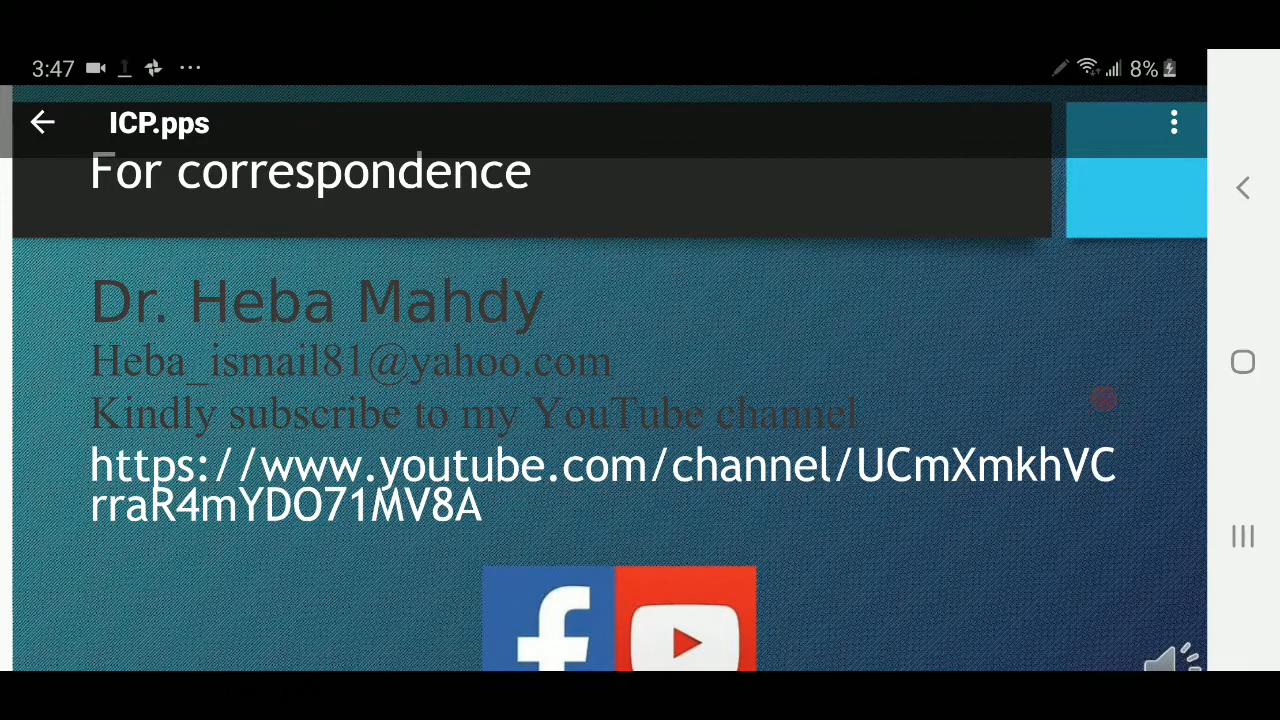 3:47
8%
ICP.pps
For correspondence
Dr. Heba Mahdy
Heba_ismail81@yahoo.com
Kindly subscribe to my YouTube channel
https://www.youtube.com/channel/UCmXmkhVC
rraR4mYDO71MV8A
f